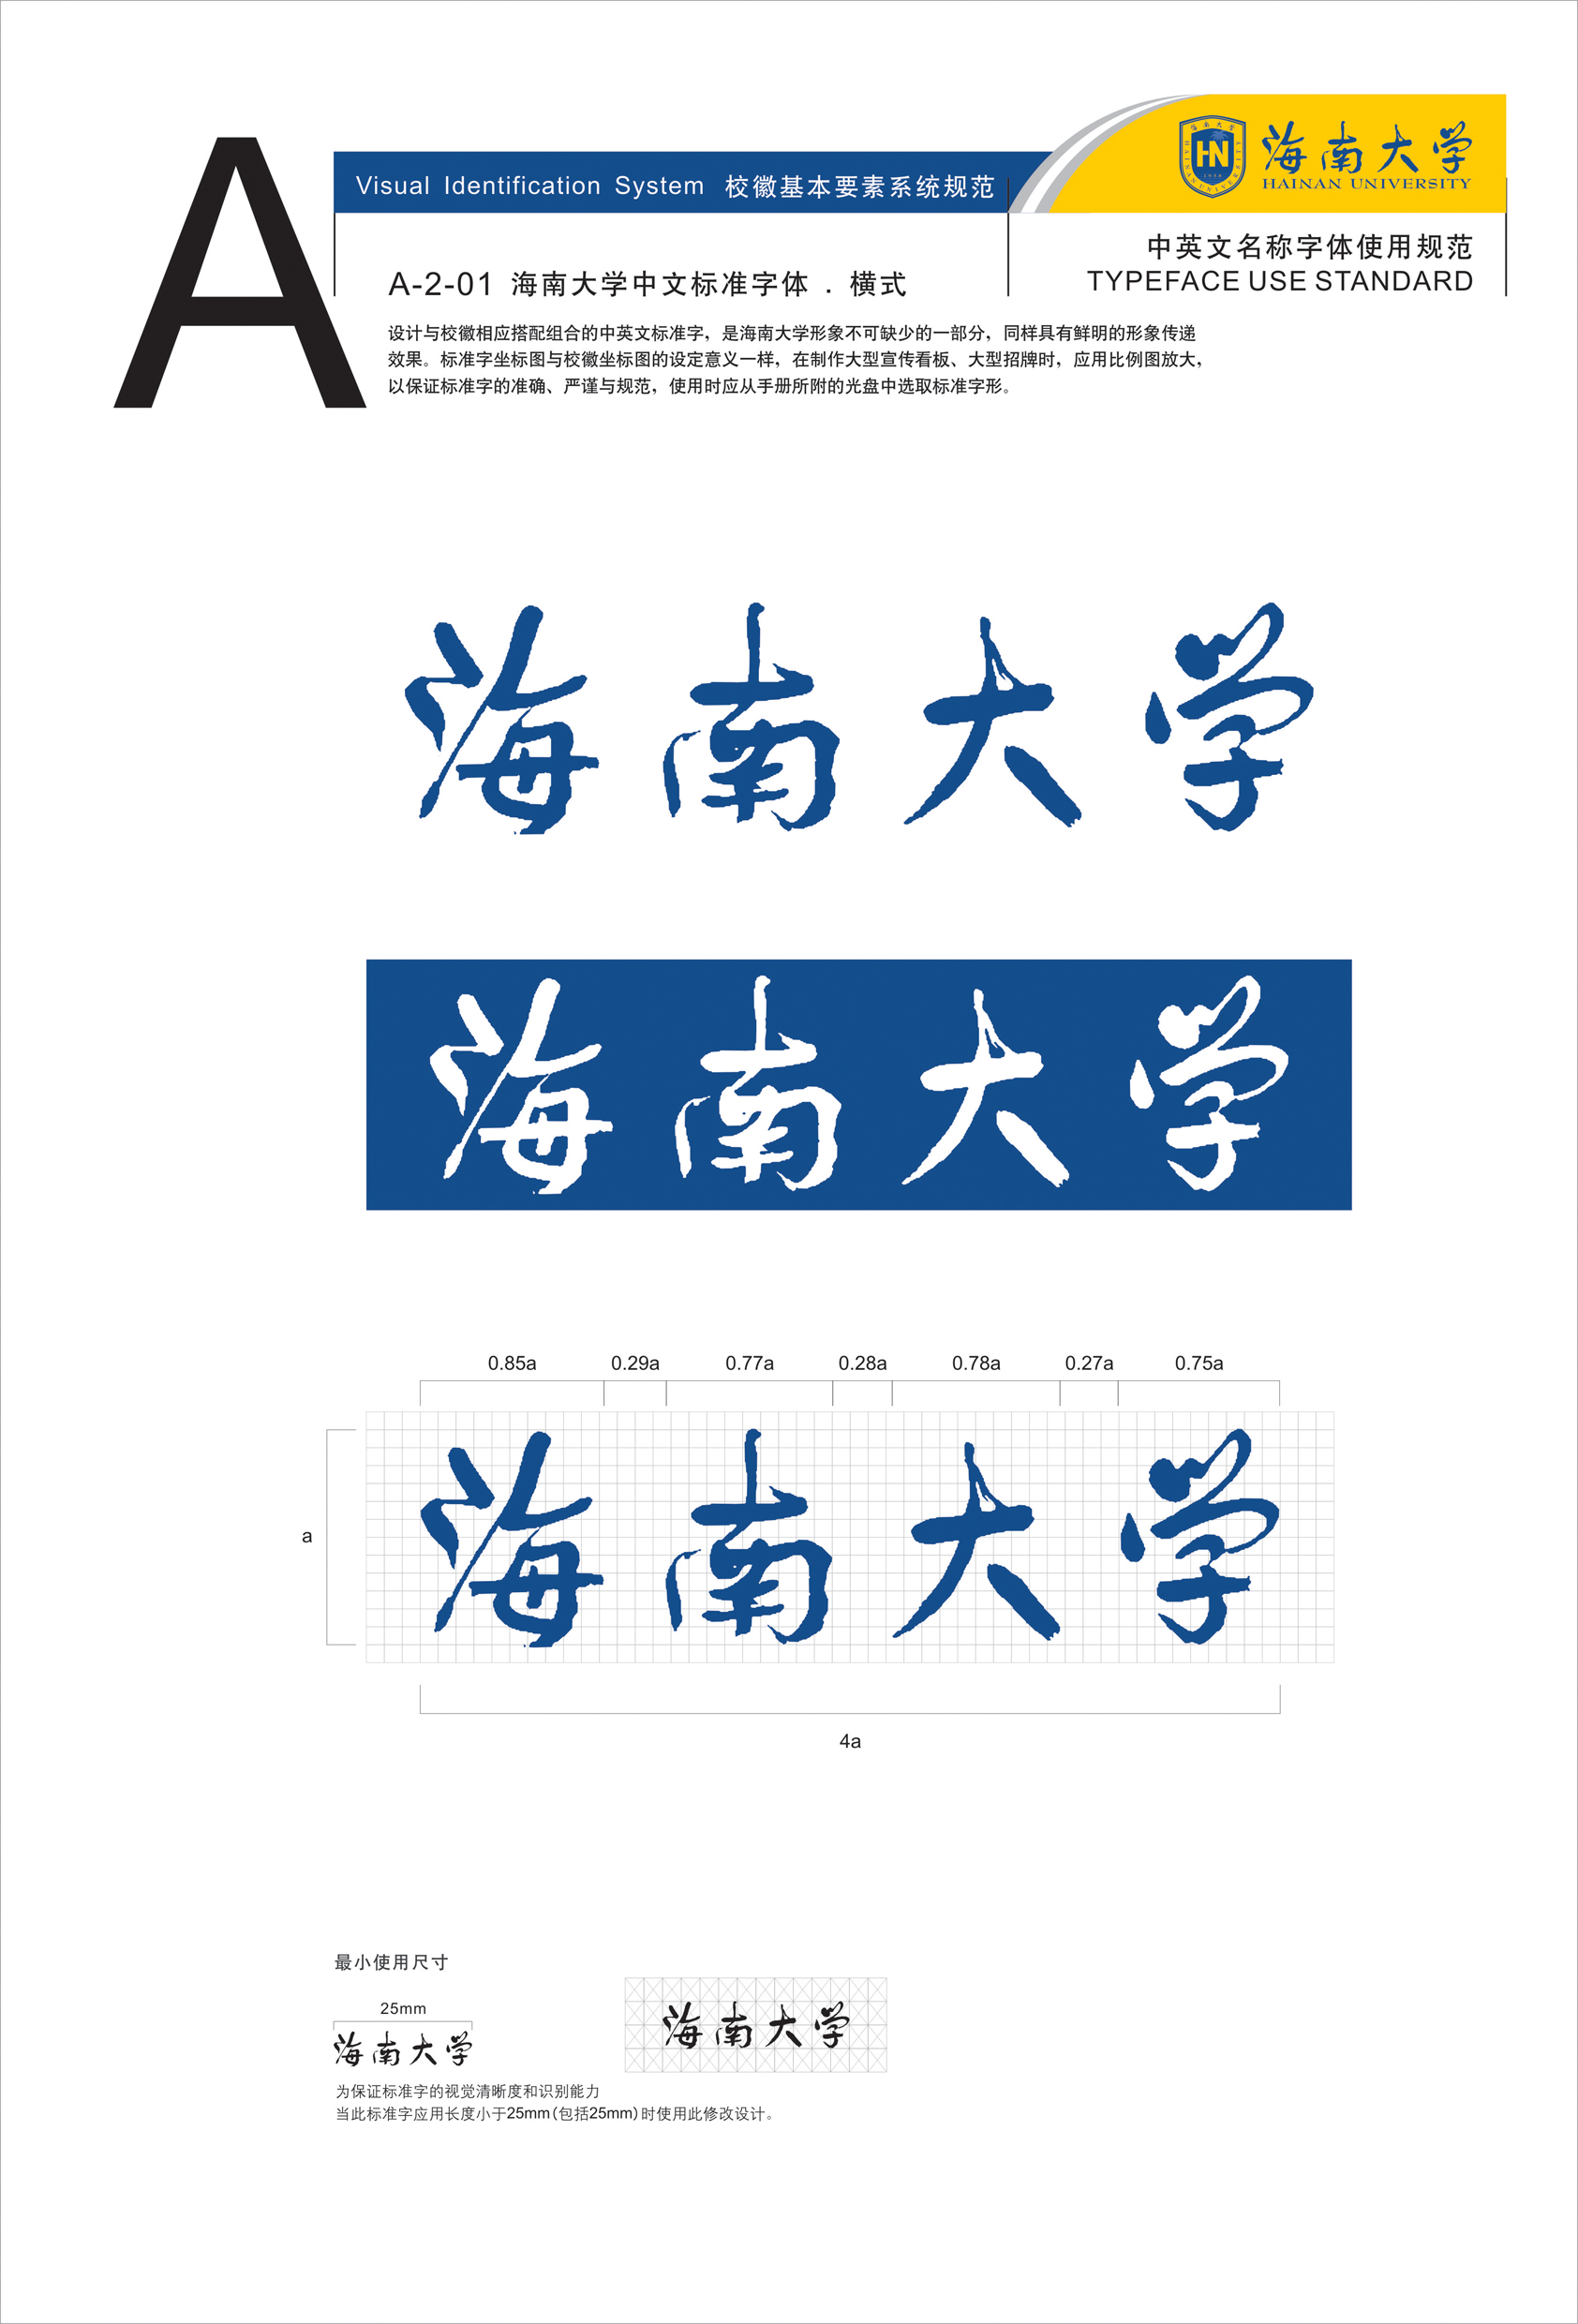 A
Visual Identification System 校徽基本要素系统规范
海南大学
HAINAN UNIVERSITY
海南大学
HAINAN UNIVERSITY
HN
1958
中英文名称字体使用规范
TYPEFACE USE STANDARD
A-2-01 海南大学中文标准字体 . 横式
设计与校徽相应搭配组合的中英文标准字，是海南大学形象不可缺少的一部分，同样具有鲜明的形象传递
效果。标准字坐标图与校徽坐标图的设定意义一样，在制作大型宣传看板、大型招牌时，应用比例图放大，
以保证标准字的准确、严谨与规范，使用时应从手册所附的光盘中选取标准字形。
海南大学
海南大学
0.85a 0.29a 0.77a 0.28a 0.78a 0.27a 0.75a
a
海南大学
4a
最小使用尺寸
25mm
海南大学
海南大学
为保证标准字的视觉清晰度和识别能力
当此标准字应用长度小于25mm（包括25mm）时使用此修改设计。